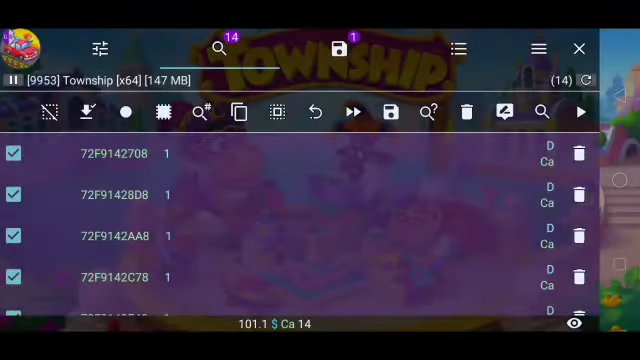 14
1
[9953] Township [x64] [147 MB]
(14)
TOWNSHIP
72F9142708 1 D Ca
72F91428D8 1 D Ca
72F9142AA8 1 D Ca
72F9142C78 1 D Ca
101.1 $ Ca 14